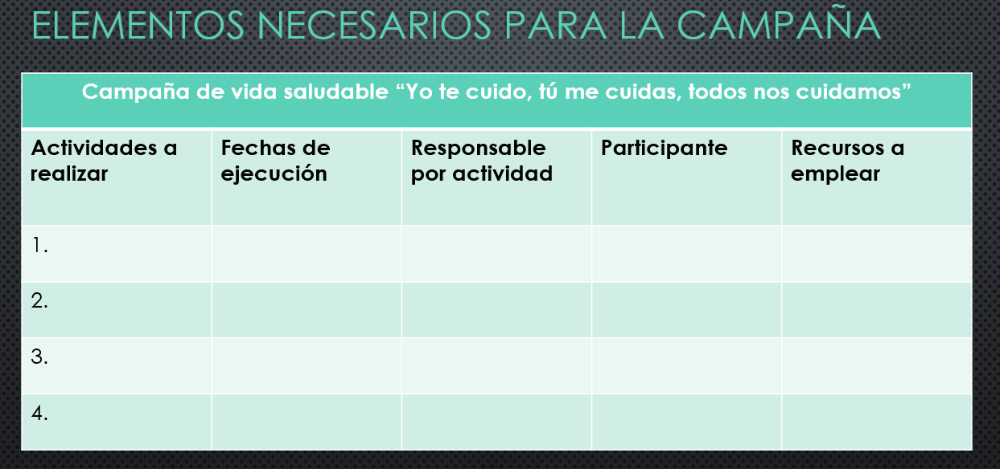 ELEMENTOS NECESARIOS PARA LA CAMPAÑA
Campaña de vida saludable “Yo te cuido, tú me cuidas, todos nos cuidamos”
Actividades a
realizar
Fechas de
ejecución
Responsable
por actividad
Participante
Recursos a
emplear
1.
2.
3.
4.